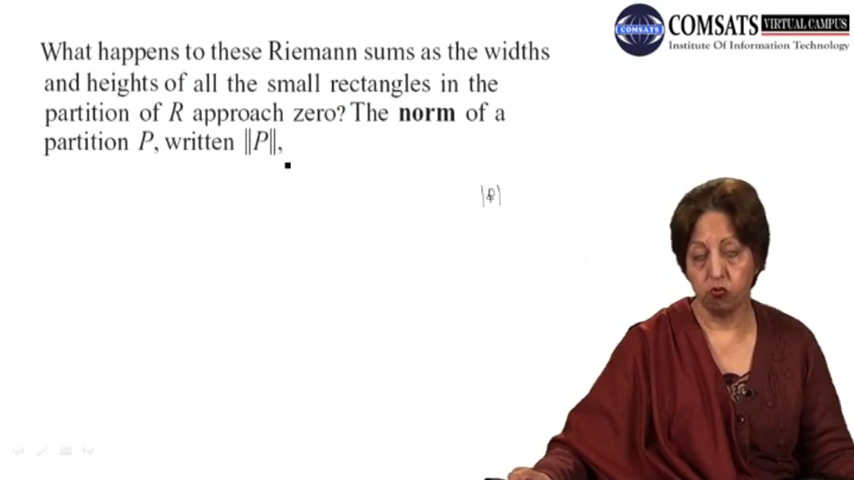 COMSATS VIRTUAL CAMPUS
Institute Of Information Technology
What happens to these Riemann sums as the widths
and heights of all the small rectangles in the
partition of R approach zero? The norm of a
partition P, written ‖P‖,